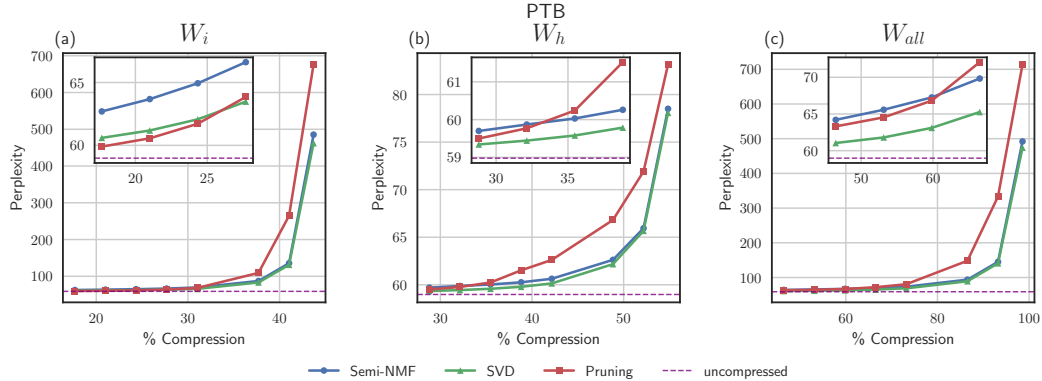 PTB
(a)
W_i
(b)
W_h
(c)
W_all
Perplexity
700
600
500
400
300
200
100
65
60
20
25
20
30
40
% Compression
Perplexity
80
75
70
65
60
61
60
59
30
35
30
40
50
% Compression
Perplexity
700
600
500
400
300
200
100
70
65
60
50
60
60
80
100
% Compression
Semi-NMF
SVD
Pruning
uncompressed